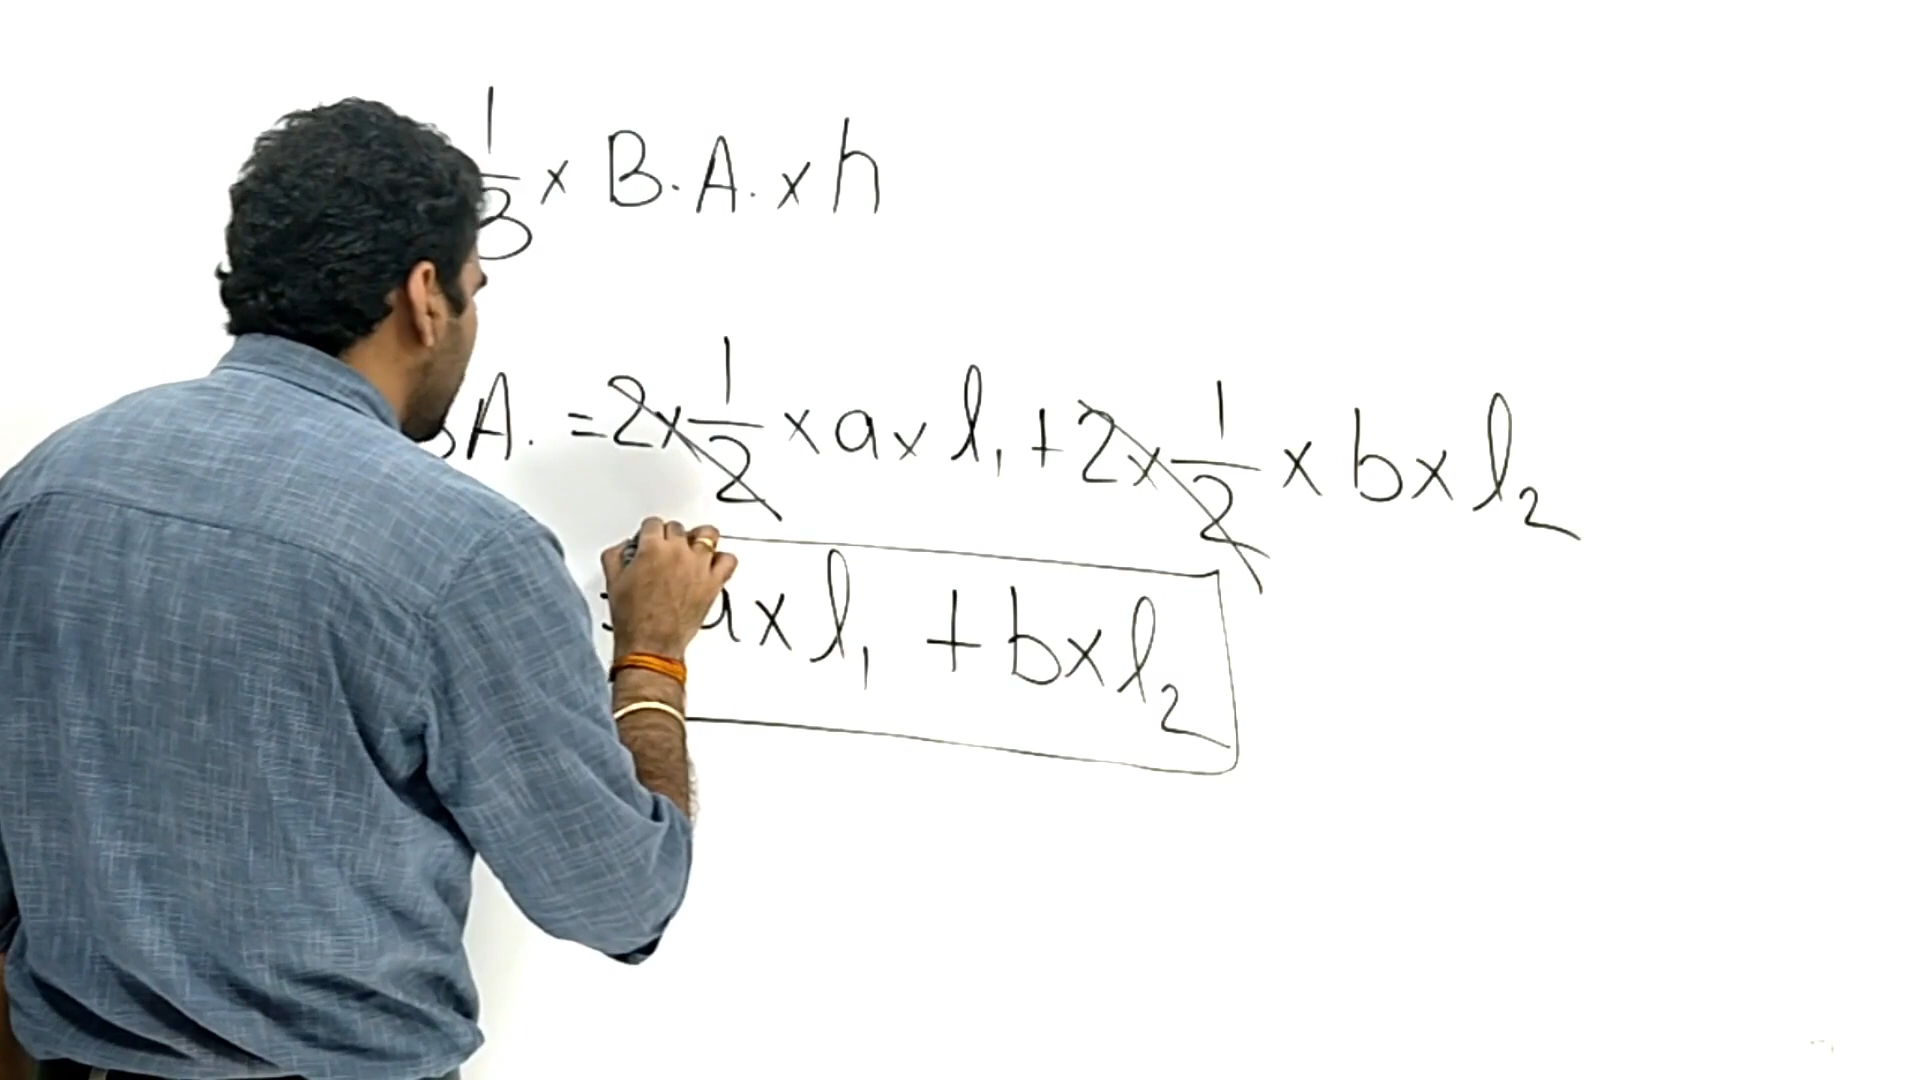 1/3 × B.A. × h
A. = 2 × 1/2 × a × l₁ + 2 × 1/2 × b × l₂
= a × l₁ + b × l₂